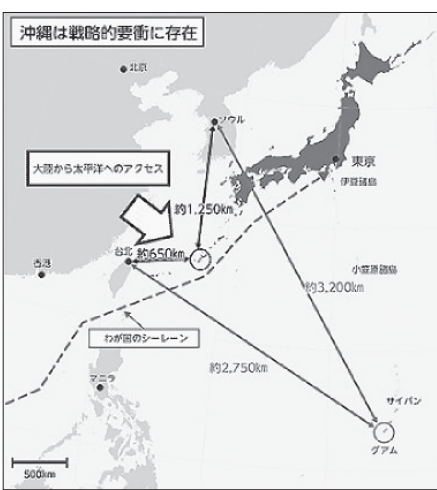 沖縄は戦略的要衝に存在
北京
ソウル
大陸から太平洋へのアクセス
東京
伊豆諸島
約1,250km
台北
約650km
香港
小笠原諸島
約3,200km
わが国のシーレーン
約2,750km
マニラ
サイパン
グアム
500km